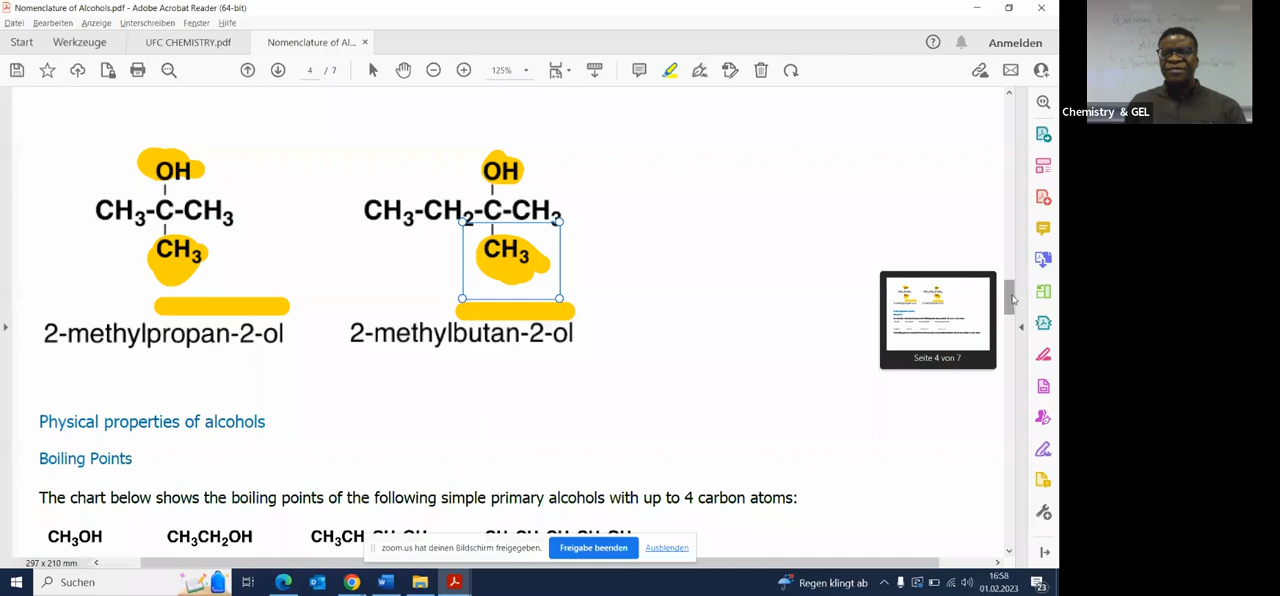 Nomenclature of Alcohols.pdf - Adobe Acrobat Reader (64-bit)
Datei Bearbeiten Anzeige Unterschreiben Fenster Hilfe
Start Werkzeuge UFC CHEMISTRY.pdf Nomenclature of Al... × Anmelden
4 / 7 125%
Welcome to Organic
Chemistry & GEL
OH OH
CH3-C-CH3 CH3-CH2-C-CH3
CH3 CH3
2-methylpropan-2-ol 2-methylbutan-2-ol
Seite 4 von 7
Physical properties of alcohols
Boiling Points
The chart below shows the boiling points of the following simple primary alcohols with up to 4 carbon atoms:
CH3OH CH3CH2OH
zoom.us hat deinen Bildschirm freigegeben. Freigabe beenden Ausblenden
297 x 210 mm
Suchen Regen klingt ab 16:58
01.02.2023 23